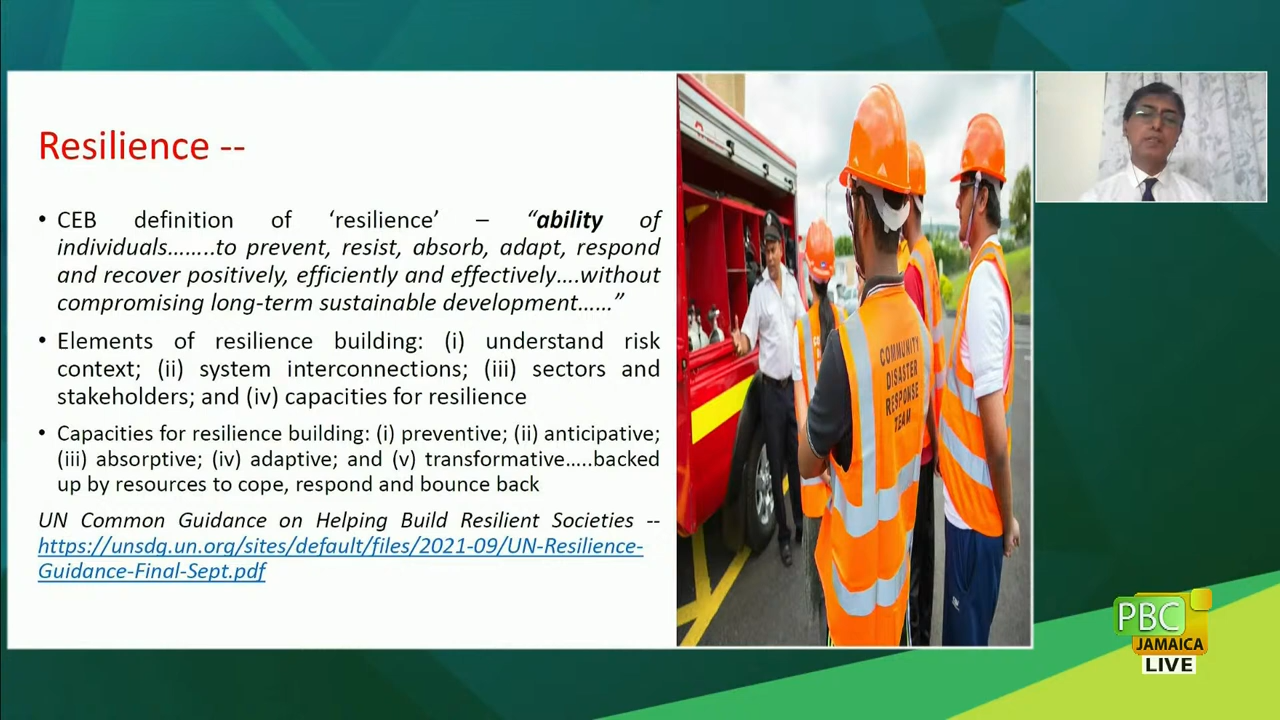 Resilience --
• CEB definition of ‘resilience’ – “ability of
individuals……..to prevent, resist, absorb, adapt, respond
and recover positively, efficiently and effectively….without
compromising long-term sustainable development……”
• Elements of resilience building: (i) understand risk
context; (ii) system interconnections; (iii) sectors and
stakeholders; and (iv) capacities for resilience
• Capacities for resilience building: (i) preventive; (ii) anticipative;
(iii) absorptive; (iv) adaptive; and (v) transformative…..backed
up by resources to cope, respond and bounce back
UN Common Guidance on Helping Build Resilient Societies --
https://unsdg.un.org/sites/default/files/2021-09/UN-Resilience-
Guidance-Final-Sept.pdf
COMMUNITY
DISASTER
RESPONSE
TEAM
PBC
JAMAICA
LIVE